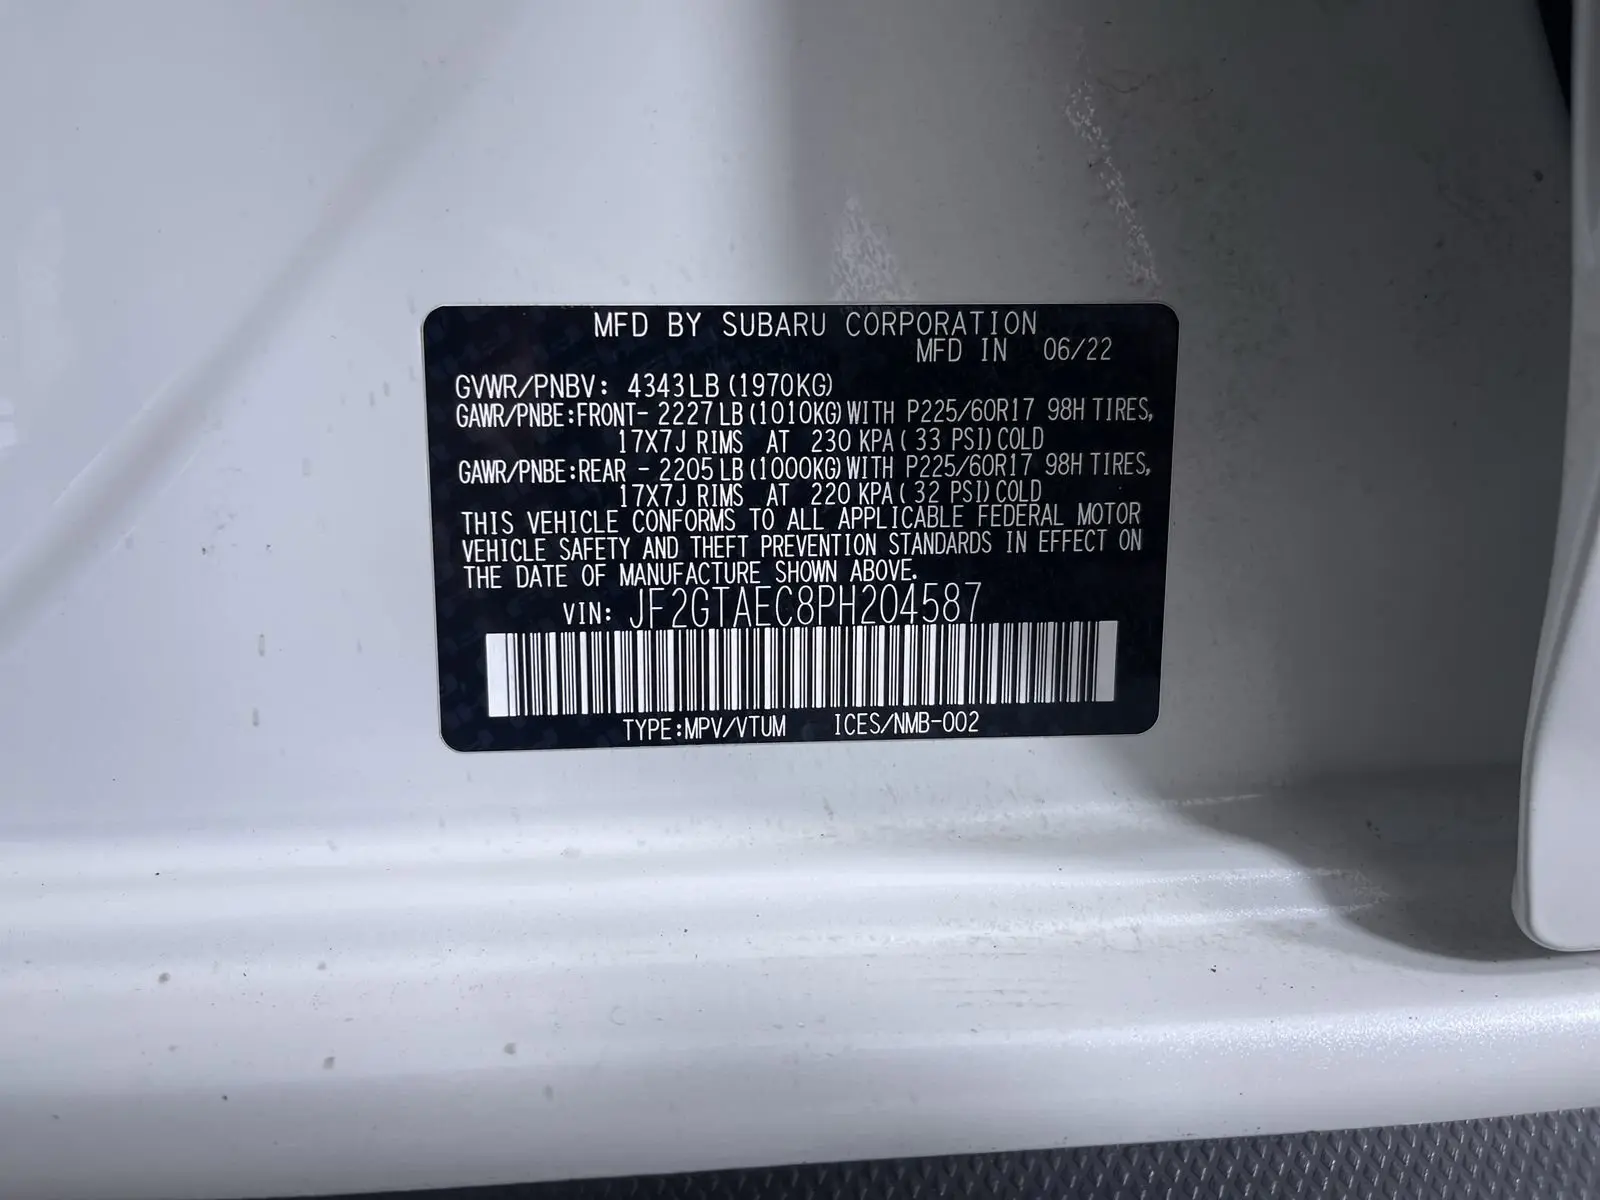 MFD BY SUBARU CORPORATION
MFD IN 06/22
GVWR/PNBV: 4343LB (1970KG)
GAWR/PNBE:FRONT- 2227LB (1010KG) WITH P225/60R17 98H TIRES,
17X7J RIMS AT 230 KPA ( 33 PSI) COLD
GAWR/PNBE:REAR - 2205LB (1000KG) WITH P225/60R17 98H TIRES,
17X7J RIMS AT 220 KPA ( 32 PSI) COLD
THIS VEHICLE CONFORMS TO ALL APPLICABLE FEDERAL MOTOR
VEHICLE SAFETY AND THEFT PREVENTION STANDARDS IN EFFECT ON
THE DATE OF MANUFACTURE SHOWN ABOVE.
VIN: JF2GTAEC8PH204587
TYPE:MPV/VTUM ICES/NMB-002